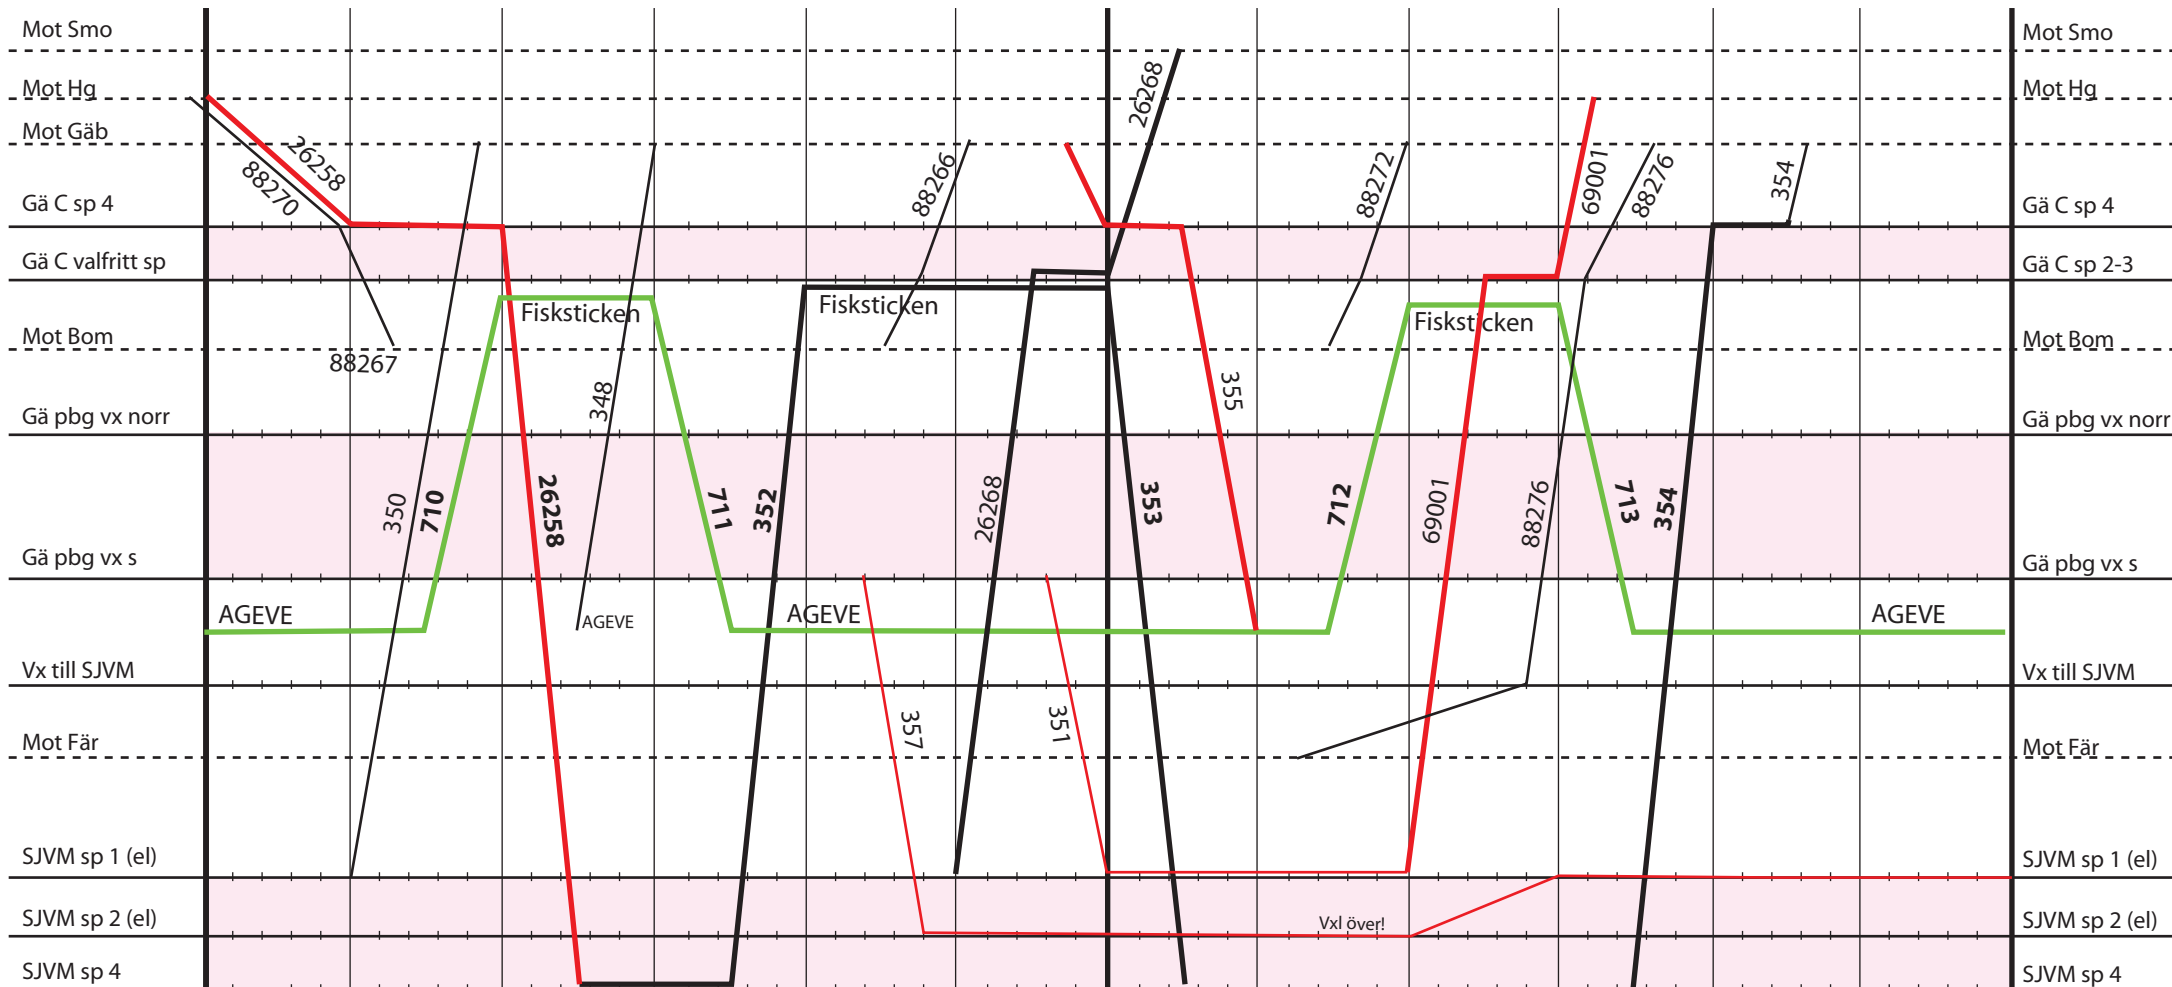 Mot Smo
Mot Hg
Mot Gäb
Gä C sp 4
Gä C valfritt sp
Mot Bom
Gä pbg vx norr
Gä pbg vx s
Vx till SJVM
Mot Fär
SJVM sp 1 (el)
SJVM sp 2 (el)
SJVM sp 4
26258
88270
88267
350
710
AGEVE
Fisksticken
26258
348
AGEVE
711
352
AGEVE
Fisksticken
88266
26268
357
351
26268
353
355
88272
712
Fisksticken
69001
69001
88276
88276
713
354
354
AGEVE
Vxl över!
Mot Smo
Mot Hg
Gä C sp 4
Gä C sp 2-3
Mot Bom
Gä pbg vx norr
Gä pbg vx s
Vx till SJVM
Mot Fär
SJVM sp 1 (el)
SJVM sp 2 (el)
SJVM sp 4